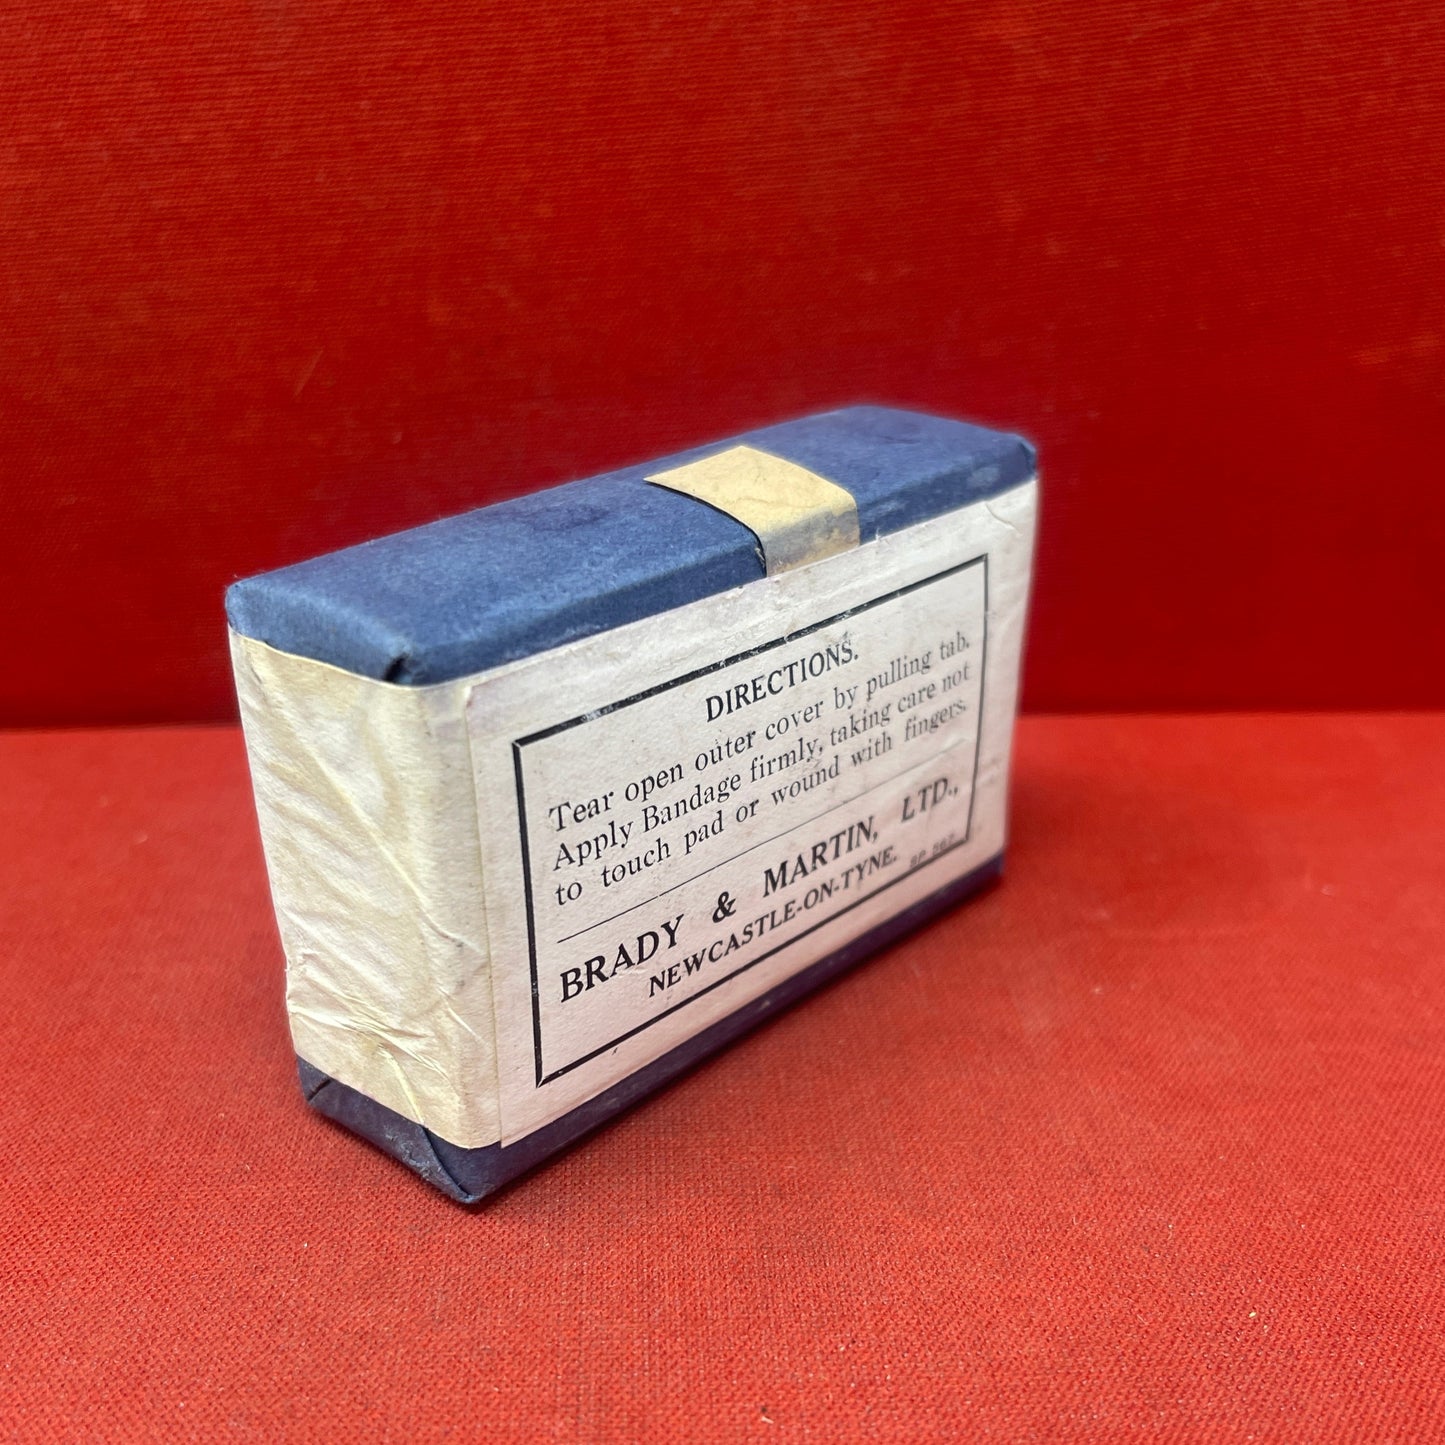 DIRECTIONS.
Tear open outer cover by pulling tab.
Apply Bandage firmly, taking care not
to touch pad or wound with fingers.
BRADY & MARTIN, LTD.,
NEWCASTLE-ON-TYNE.